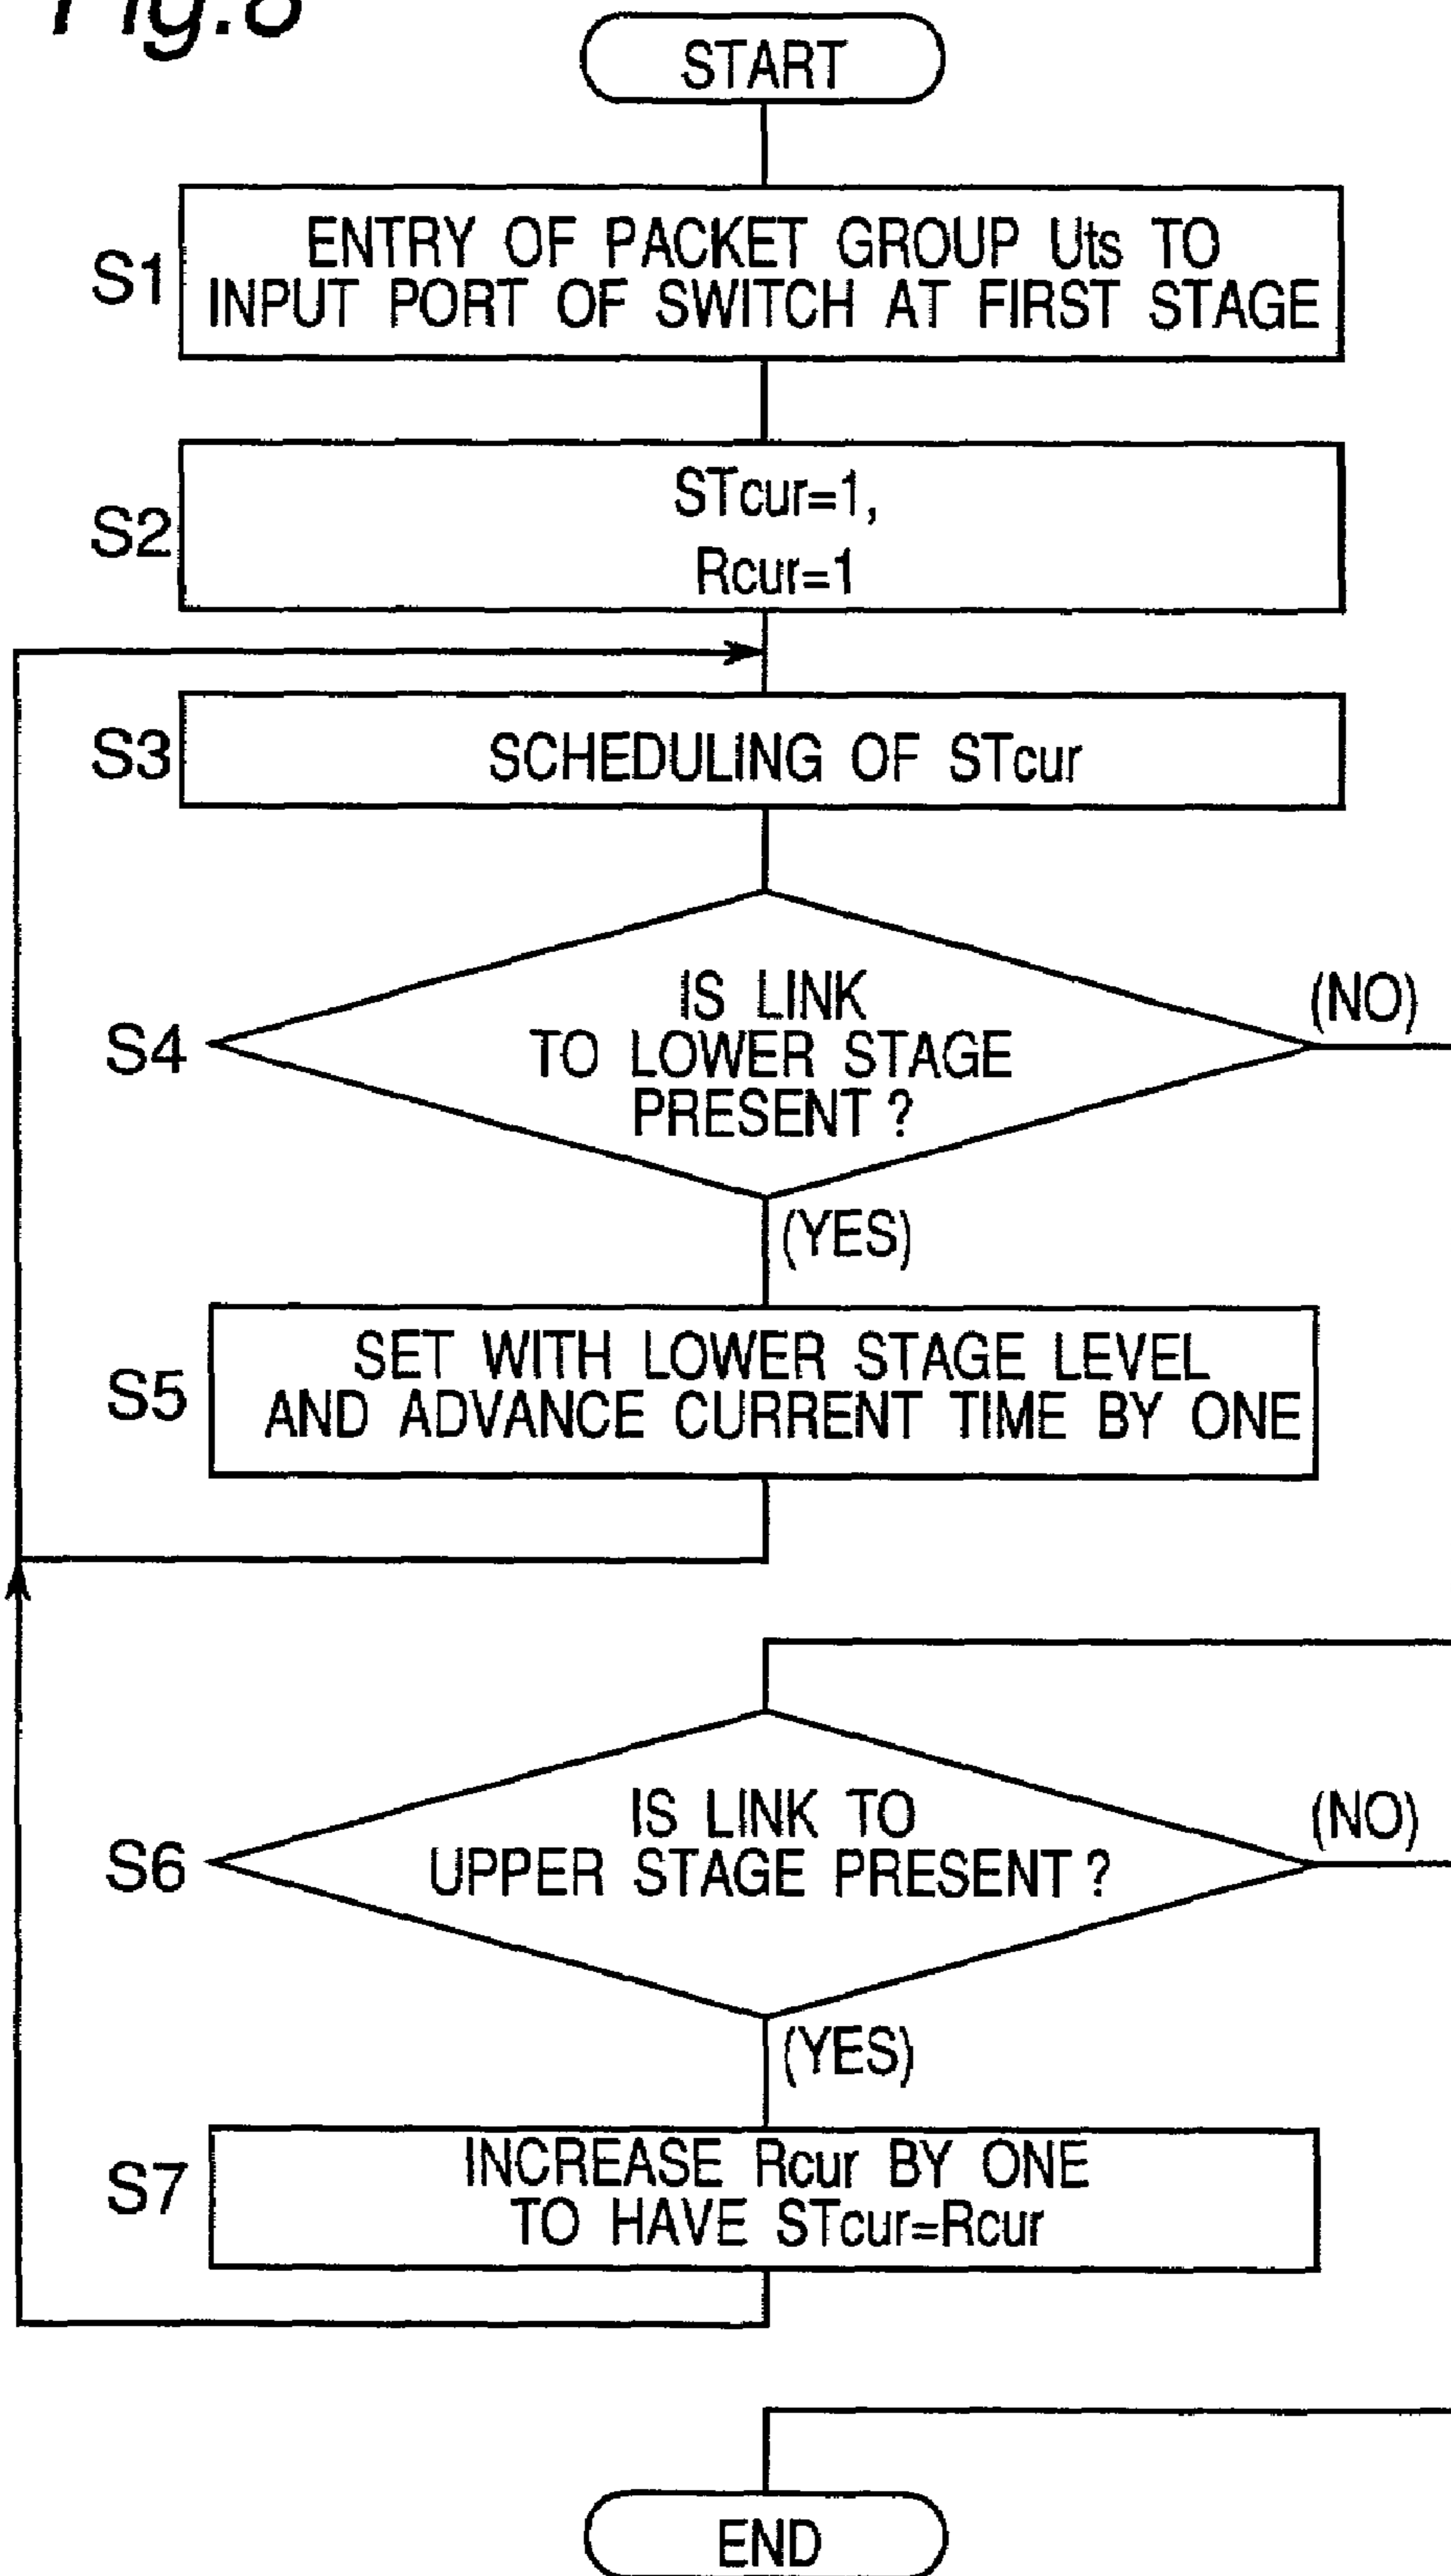 Fig.8
START
S1
ENTRY OF PACKET GROUP Uts TO
INPUT PORT OF SWITCH AT FIRST STAGE
S2
STcur=1,
Rcur=1
S3
SCHEDULING OF STcur
S4
IS LINK
TO LOWER STAGE
PRESENT?
(NO)
(YES)
S5
SET WITH LOWER STAGE LEVEL
AND ADVANCE CURRENT TIME BY ONE
S6
IS LINK TO
UPPER STAGE PRESENT?
(NO)
(YES)
S7
INCREASE Rcur BY ONE
TO HAVE STcur=Rcur
END